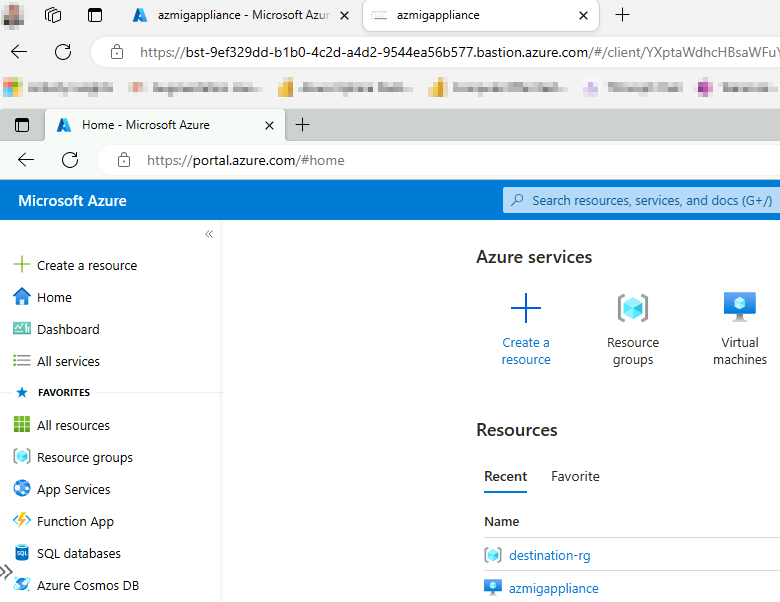 azmigappliance - Microsoft Azur
azmigappliance
https://bst-9ef329dd-b1b0-4c2d-a4d2-9544ea56b577.bastion.azure.com/#/client/YXptaWdhcHBsaWFuY
Home - Microsoft Azure
https://portal.azure.com/#home
Microsoft Azure
Search resources, services, and docs (G+/)
Create a resource
Home
Dashboard
All services
FAVORITES
All resources
Resource groups
App Services
Function App
SQL databases
Azure Cosmos DB
Azure services
Create a
resource
Resource
groups
Virtual
machines
Resources
Recent
Favorite
Name
destination-rg
azmigappliance